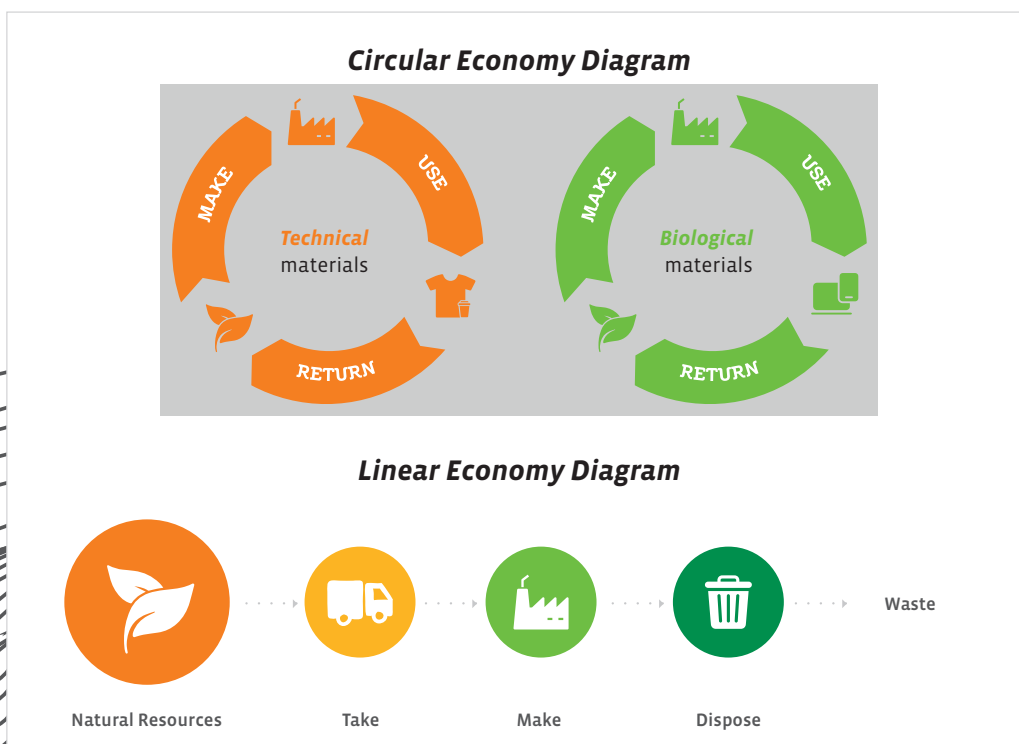 Circular Economy Diagram
MAKE
USE
Technical
materials
RETURN
MAKE
USE
Biological
materials
RETURN
Linear Economy Diagram
Waste
Natural Resources
Take
Make
Dispose